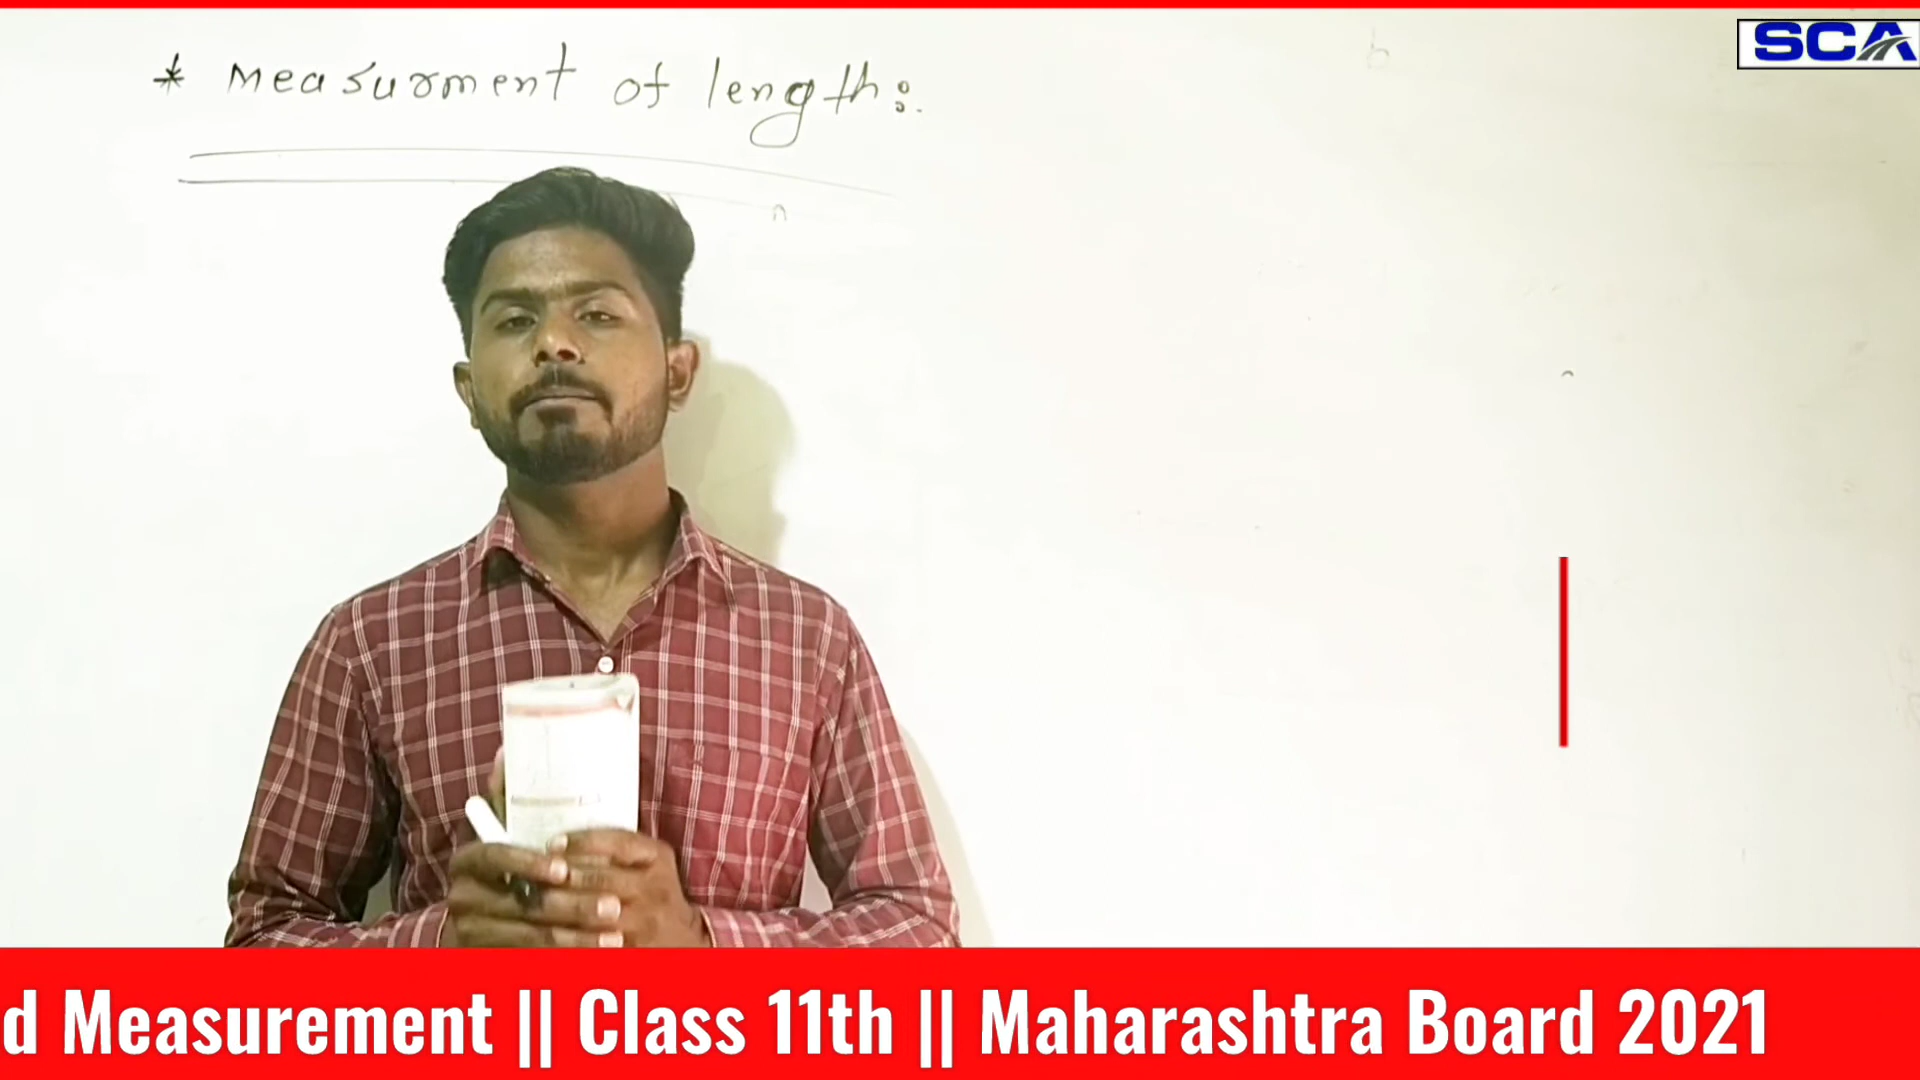 * measurment of length:
SCA
d Measurement || Class 11th || Maharashtra Board 2021